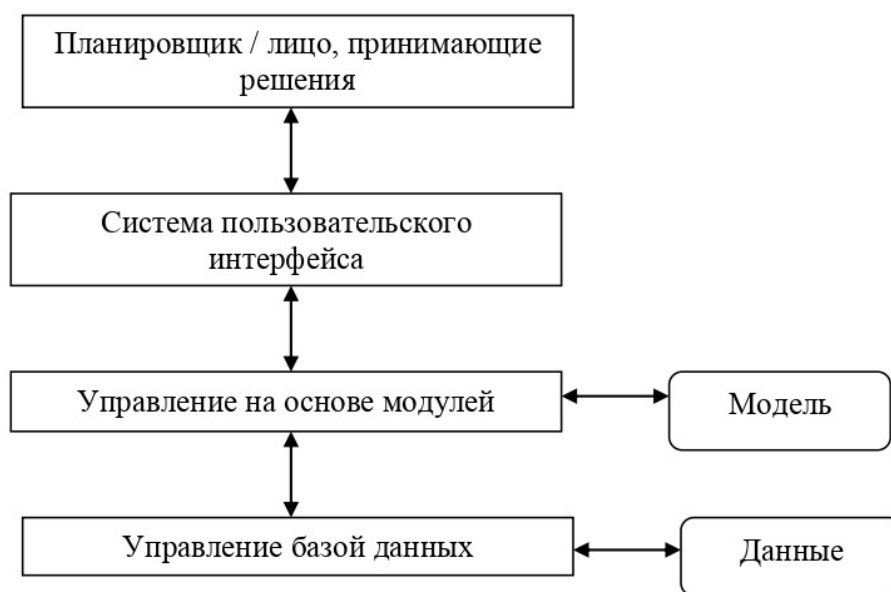 Планировщик / лицо, принимающие
решения
Система пользовательского
интерфейса
Управление на основе модулей
Модель
Управление базой данных
Данные